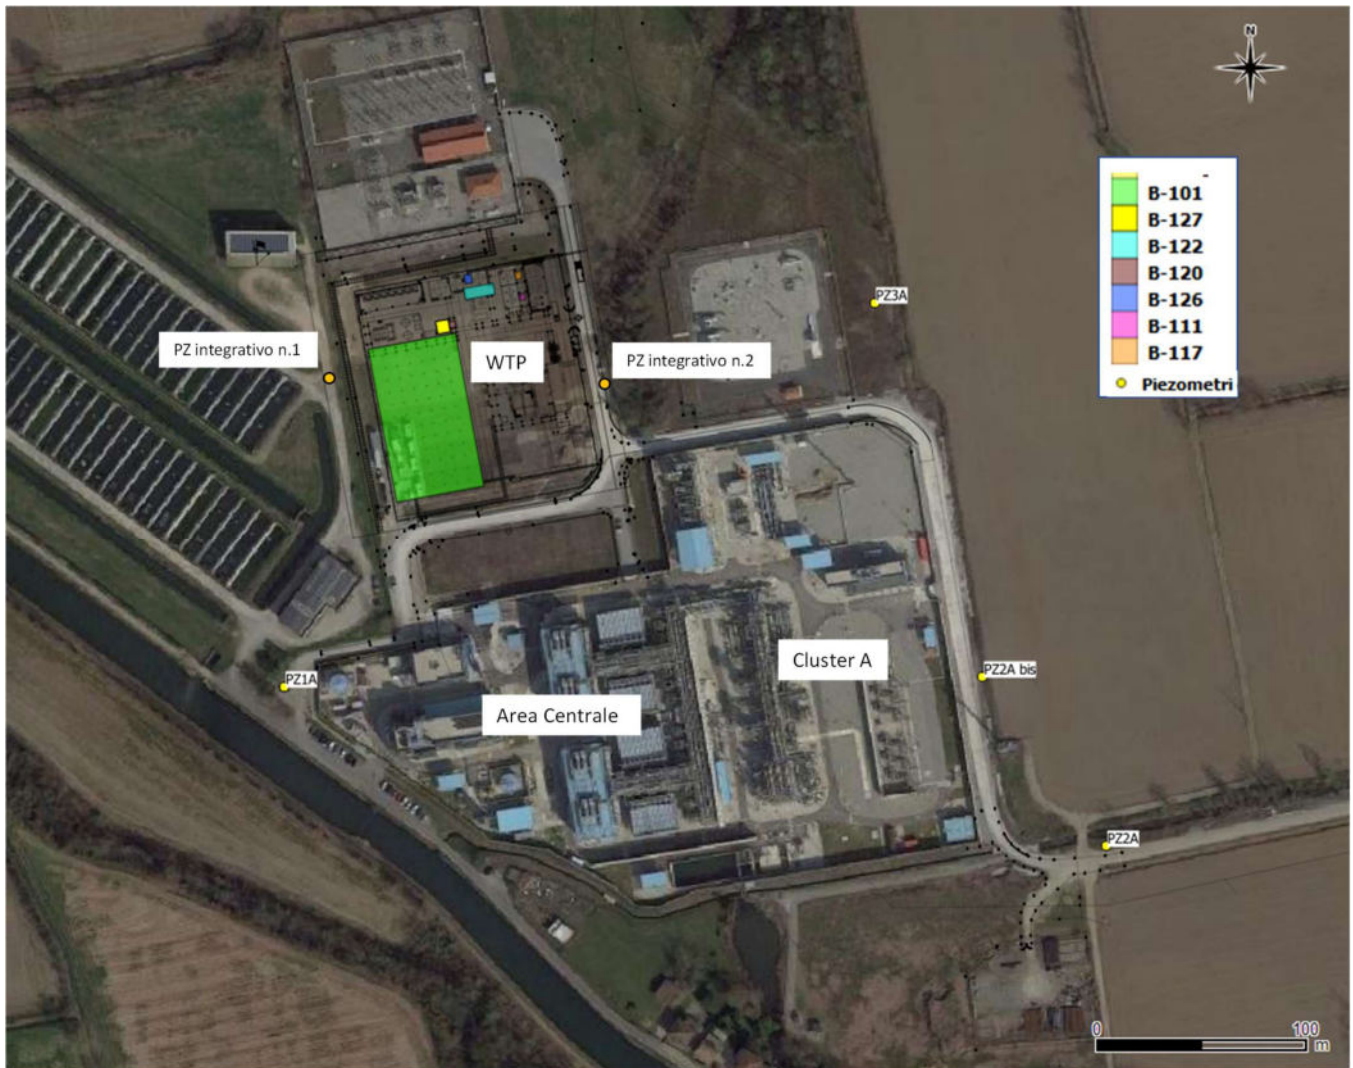 N
B-101
B-127
B-122
B-120
B-126
B-111
B-117
Piezometri
PZ3A
PZ integrativo n.1
WTP
PZ integrativo n.2
Cluster A
PZ2A bis
PZ1A
Area Centrale
PZ2A
0 100
m